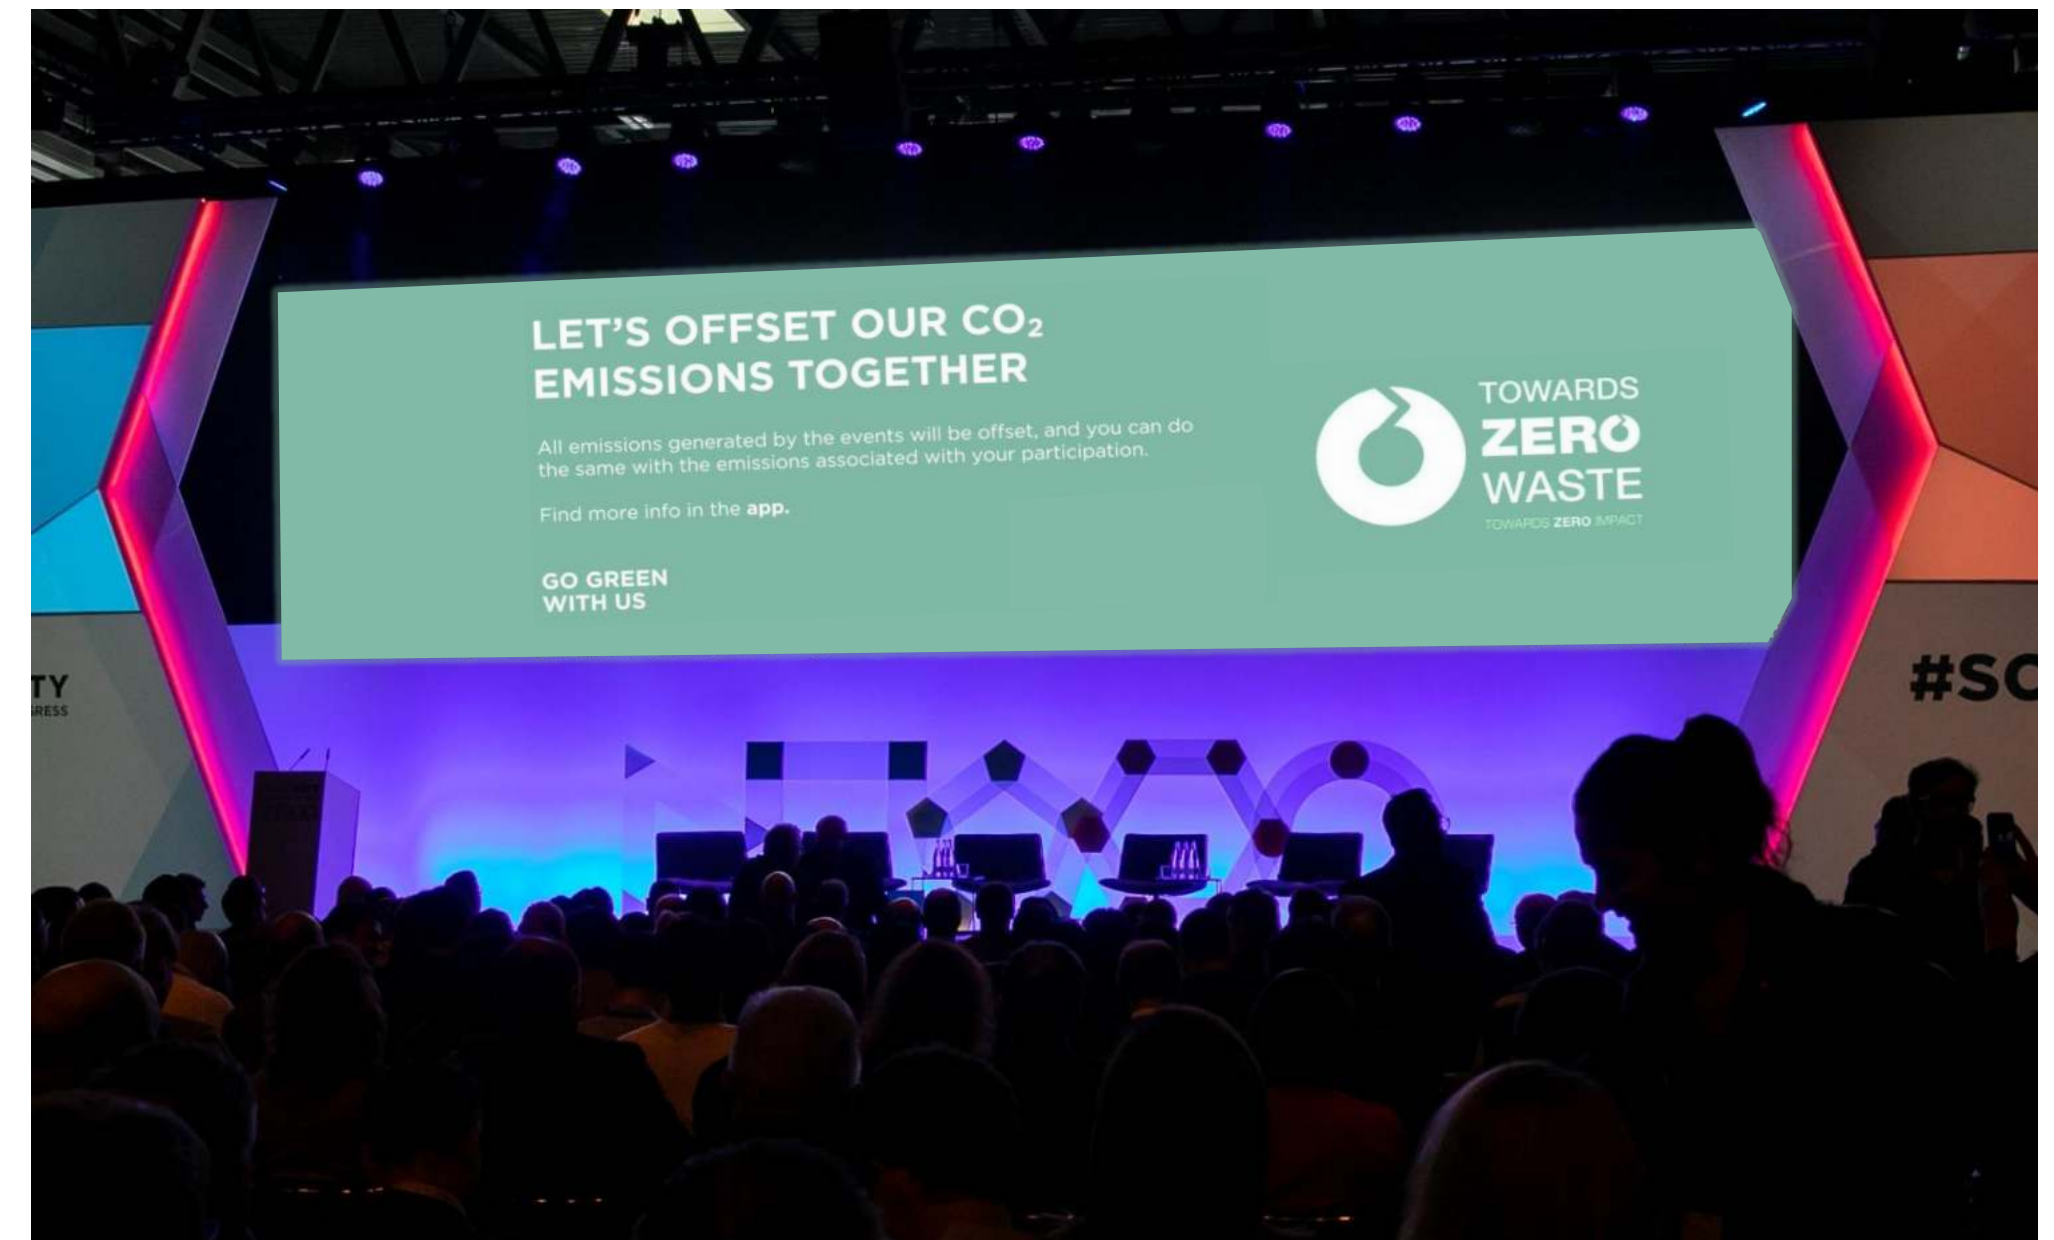 LET'S OFFSET OUR CO₂
EMISSIONS TOGETHER
All emissions generated by the events will be offset, and you can do
the same with the emissions associated with your participation.
Find more info in the app.
GO GREEN
WITH US
TOWARDS
ZERO
WASTE
TOWARDS ZERO IMPACT
TY
GRESS
#SC